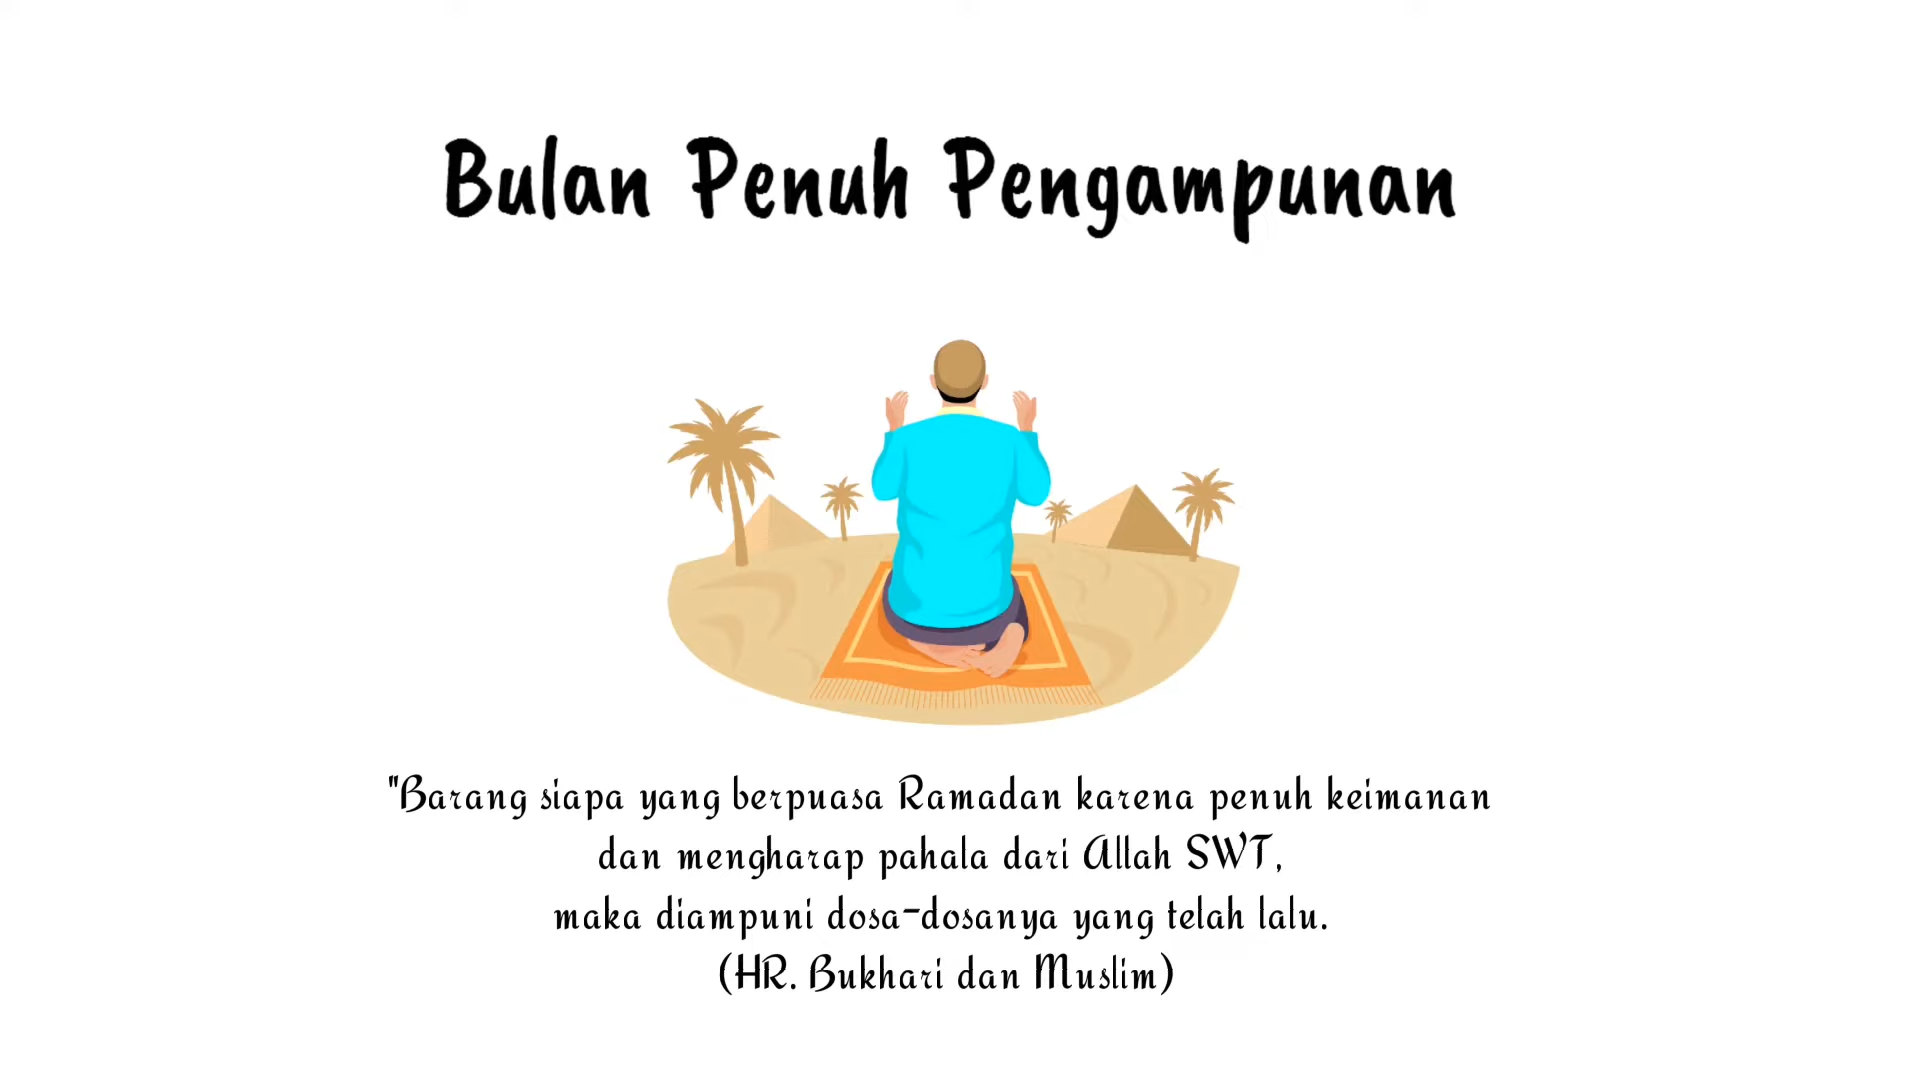 Bulan Penuh Pengampunan
"Barang siapa yang berpuasa Ramadan karena penuh keimanan
dan mengharap pahala dari Allah SWT,
maka diampuni dosa-dosanya yang telah lalu.
(HR. Bukhari dan Muslim)